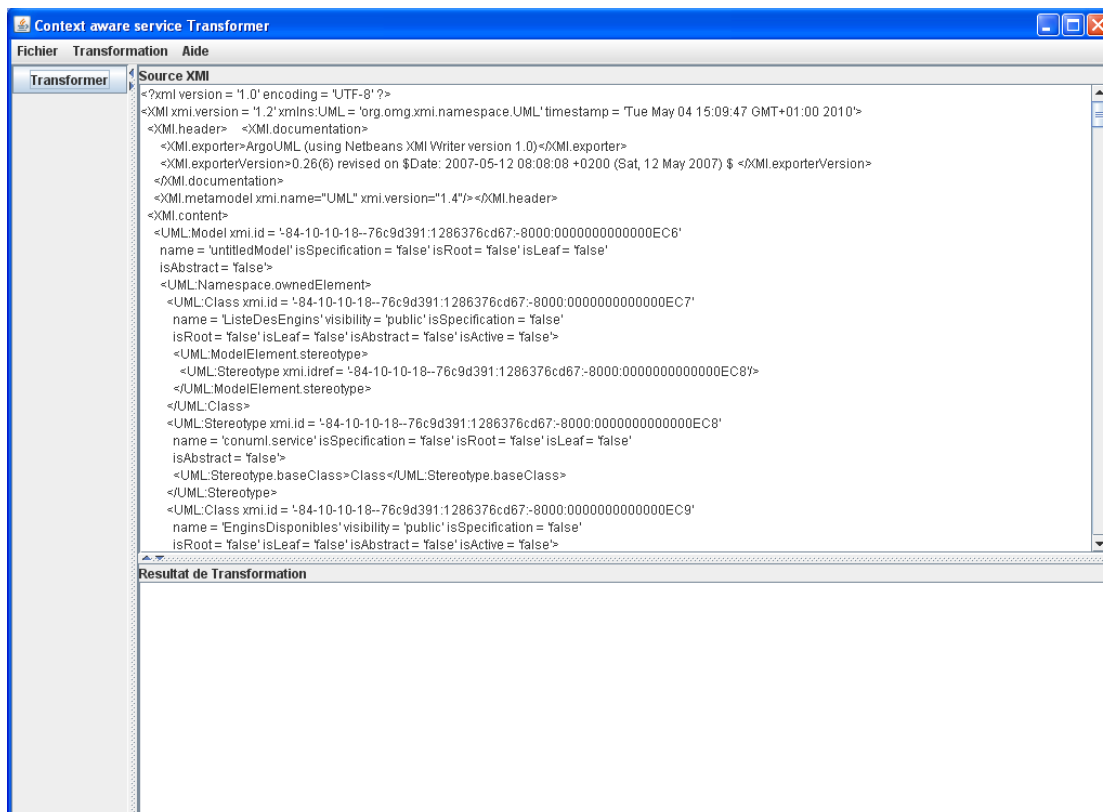 Context aware service Transformer
Fichier Transformation Aide
Transformer
Source XMI
<?xml version = '1.0' encoding = 'UTF-8' ?>
<XMI xmi.version = '1.2' xmlns:UML = 'org.omg.xmi.namespace.UML' timestamp = 'Tue May 04 15:09:47 GMT+01:00 2010'>
<XMI.header> <XMI.documentation>
<XMI.exporter>ArgoUML (using Netbeans XMI Writer version 1.0)</XMI.exporter>
<XMI.exporterVersion>0.26(6) revised on $Date: 2007-05-12 08:08:08 +0200 (Sat, 12 May 2007) $ </XMI.exporterVersion>
</XMI.documentation>
<XMI.metamodel xmi.name="UML" xmi.version="1.4"/></XMI.header>
<XMI.content>
<UML:Model xmi.id = '-84-10-10-18--76c9d391:1286376cd67:-8000:0000000000000EC6'
name = 'untitledModel' isSpecification = 'false' isRoot = 'false' isLeaf = 'false'
isAbstract = 'false'>
<UML:Namespace.ownedElement>
<UML:Class xmi.id = '-84-10-10-18--76c9d391:1286376cd67:-8000:0000000000000EC7'
name = 'ListeDesEngins' visibility = 'public' isSpecification = 'false'
isRoot = 'false' isLeaf = 'false' isAbstract = 'false' isActive = 'false'>
<UML:ModelElement.stereotype>
<UML:Stereotype xmi.idref = '-84-10-10-18--76c9d391:1286376cd67:-8000:0000000000000EC8'/>
</UML:ModelElement.stereotype>
</UML:Class>
<UML:Stereotype xmi.id = '-84-10-10-18--76c9d391:1286376cd67:-8000:0000000000000EC8'
name = 'conuml.service' isSpecification = 'false' isRoot = 'false' isLeaf = 'false'
isAbstract = 'false'>
<UML:Stereotype.baseClass>Class</UML:Stereotype.baseClass>
</UML:Stereotype>
<UML:Class xmi.id = '-84-10-10-18--76c9d391:1286376cd67:-8000:0000000000000EC9'
name = 'EnginsDisponibles' visibility = 'public' isSpecification = 'false'
isRoot = 'false' isLeaf = 'false' isAbstract = 'false' isActive = 'false'>
Resultat de Transformation